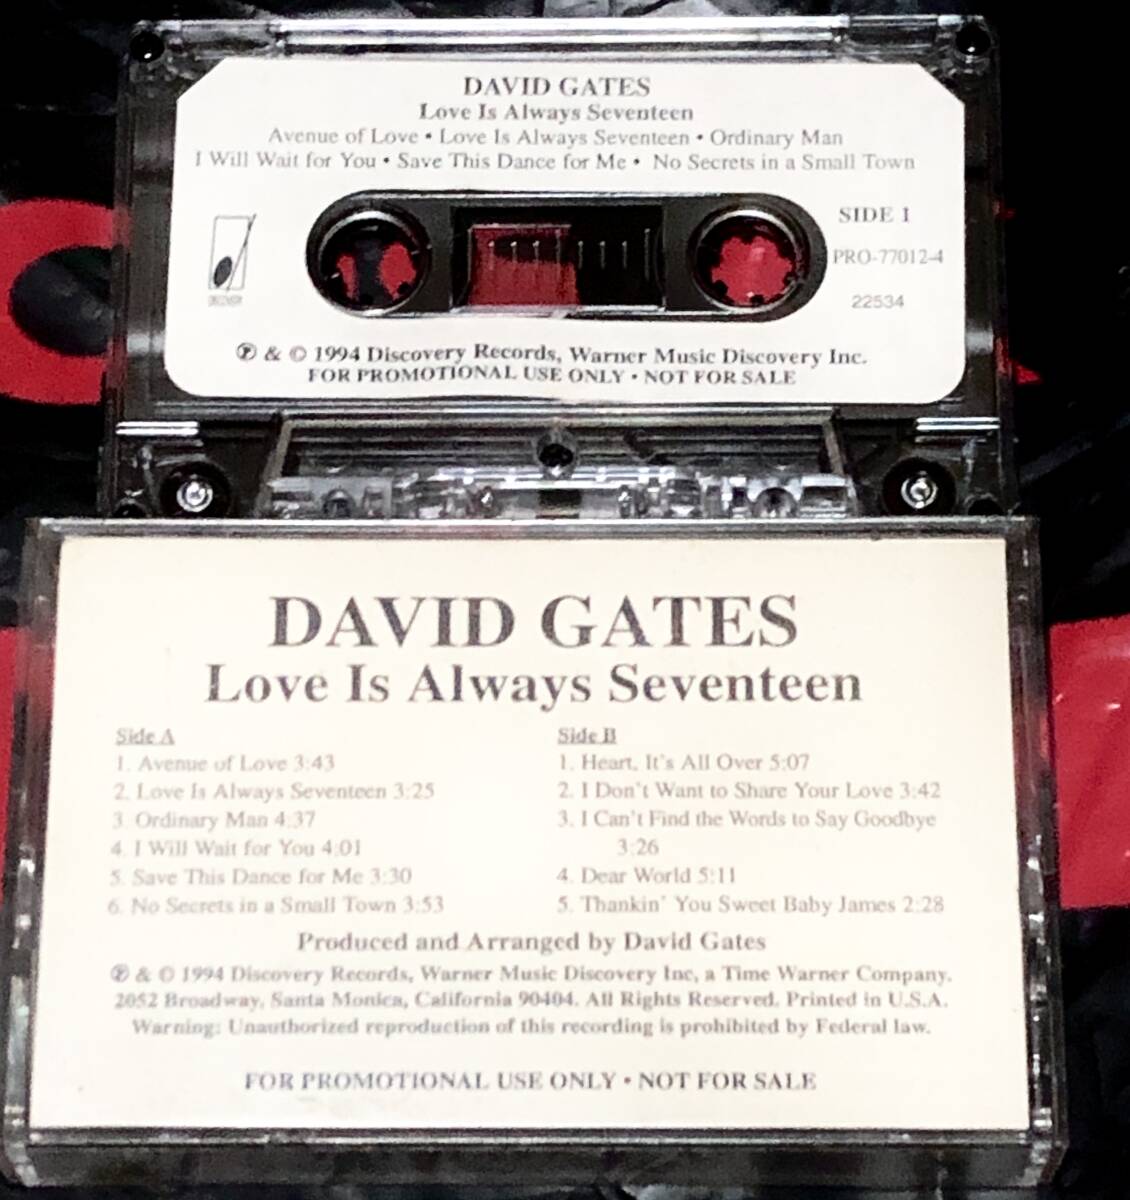 DAVID GATES
Love Is Always Seventeen
Avenue of Love • Love Is Always Seventeen • Ordinary Man
I Will Wait for You • Save This Dance for Me • No Secrets in a Small Town
SIDE 1
PRO-77012-4
22534
DISCOVERY
℗ & © 1994 Discovery Records, Warner Music Discovery Inc.
FOR PROMOTIONAL USE ONLY • NOT FOR SALE
DAVID GATES
Love Is Always Seventeen
Side A
1. Avenue of Love 3:43
2. Love Is Always Seventeen 3:25
3. Ordinary Man 4:37
4. I Will Wait for You 4:01
5. Save This Dance for Me 3:30
6. No Secrets in a Small Town 3:53
Side B
1. Heart, It's All Over 5:07
2. I Don't Want to Share Your Love 3:42
3. I Can't Find the Words to Say Goodbye
3:26
4. Dear World 5:11
5. Thankin' You Sweet Baby James 2:28
Produced and Arranged by David Gates
℗ & © 1994 Discovery Records, Warner Music Discovery Inc, a Time Warner Company.
2052 Broadway, Santa Monica, California 90404. All Rights Reserved. Printed in U.S.A.
Warning: Unauthorized reproduction of this recording is prohibited by Federal law.
FOR PROMOTIONAL USE ONLY • NOT FOR SALE